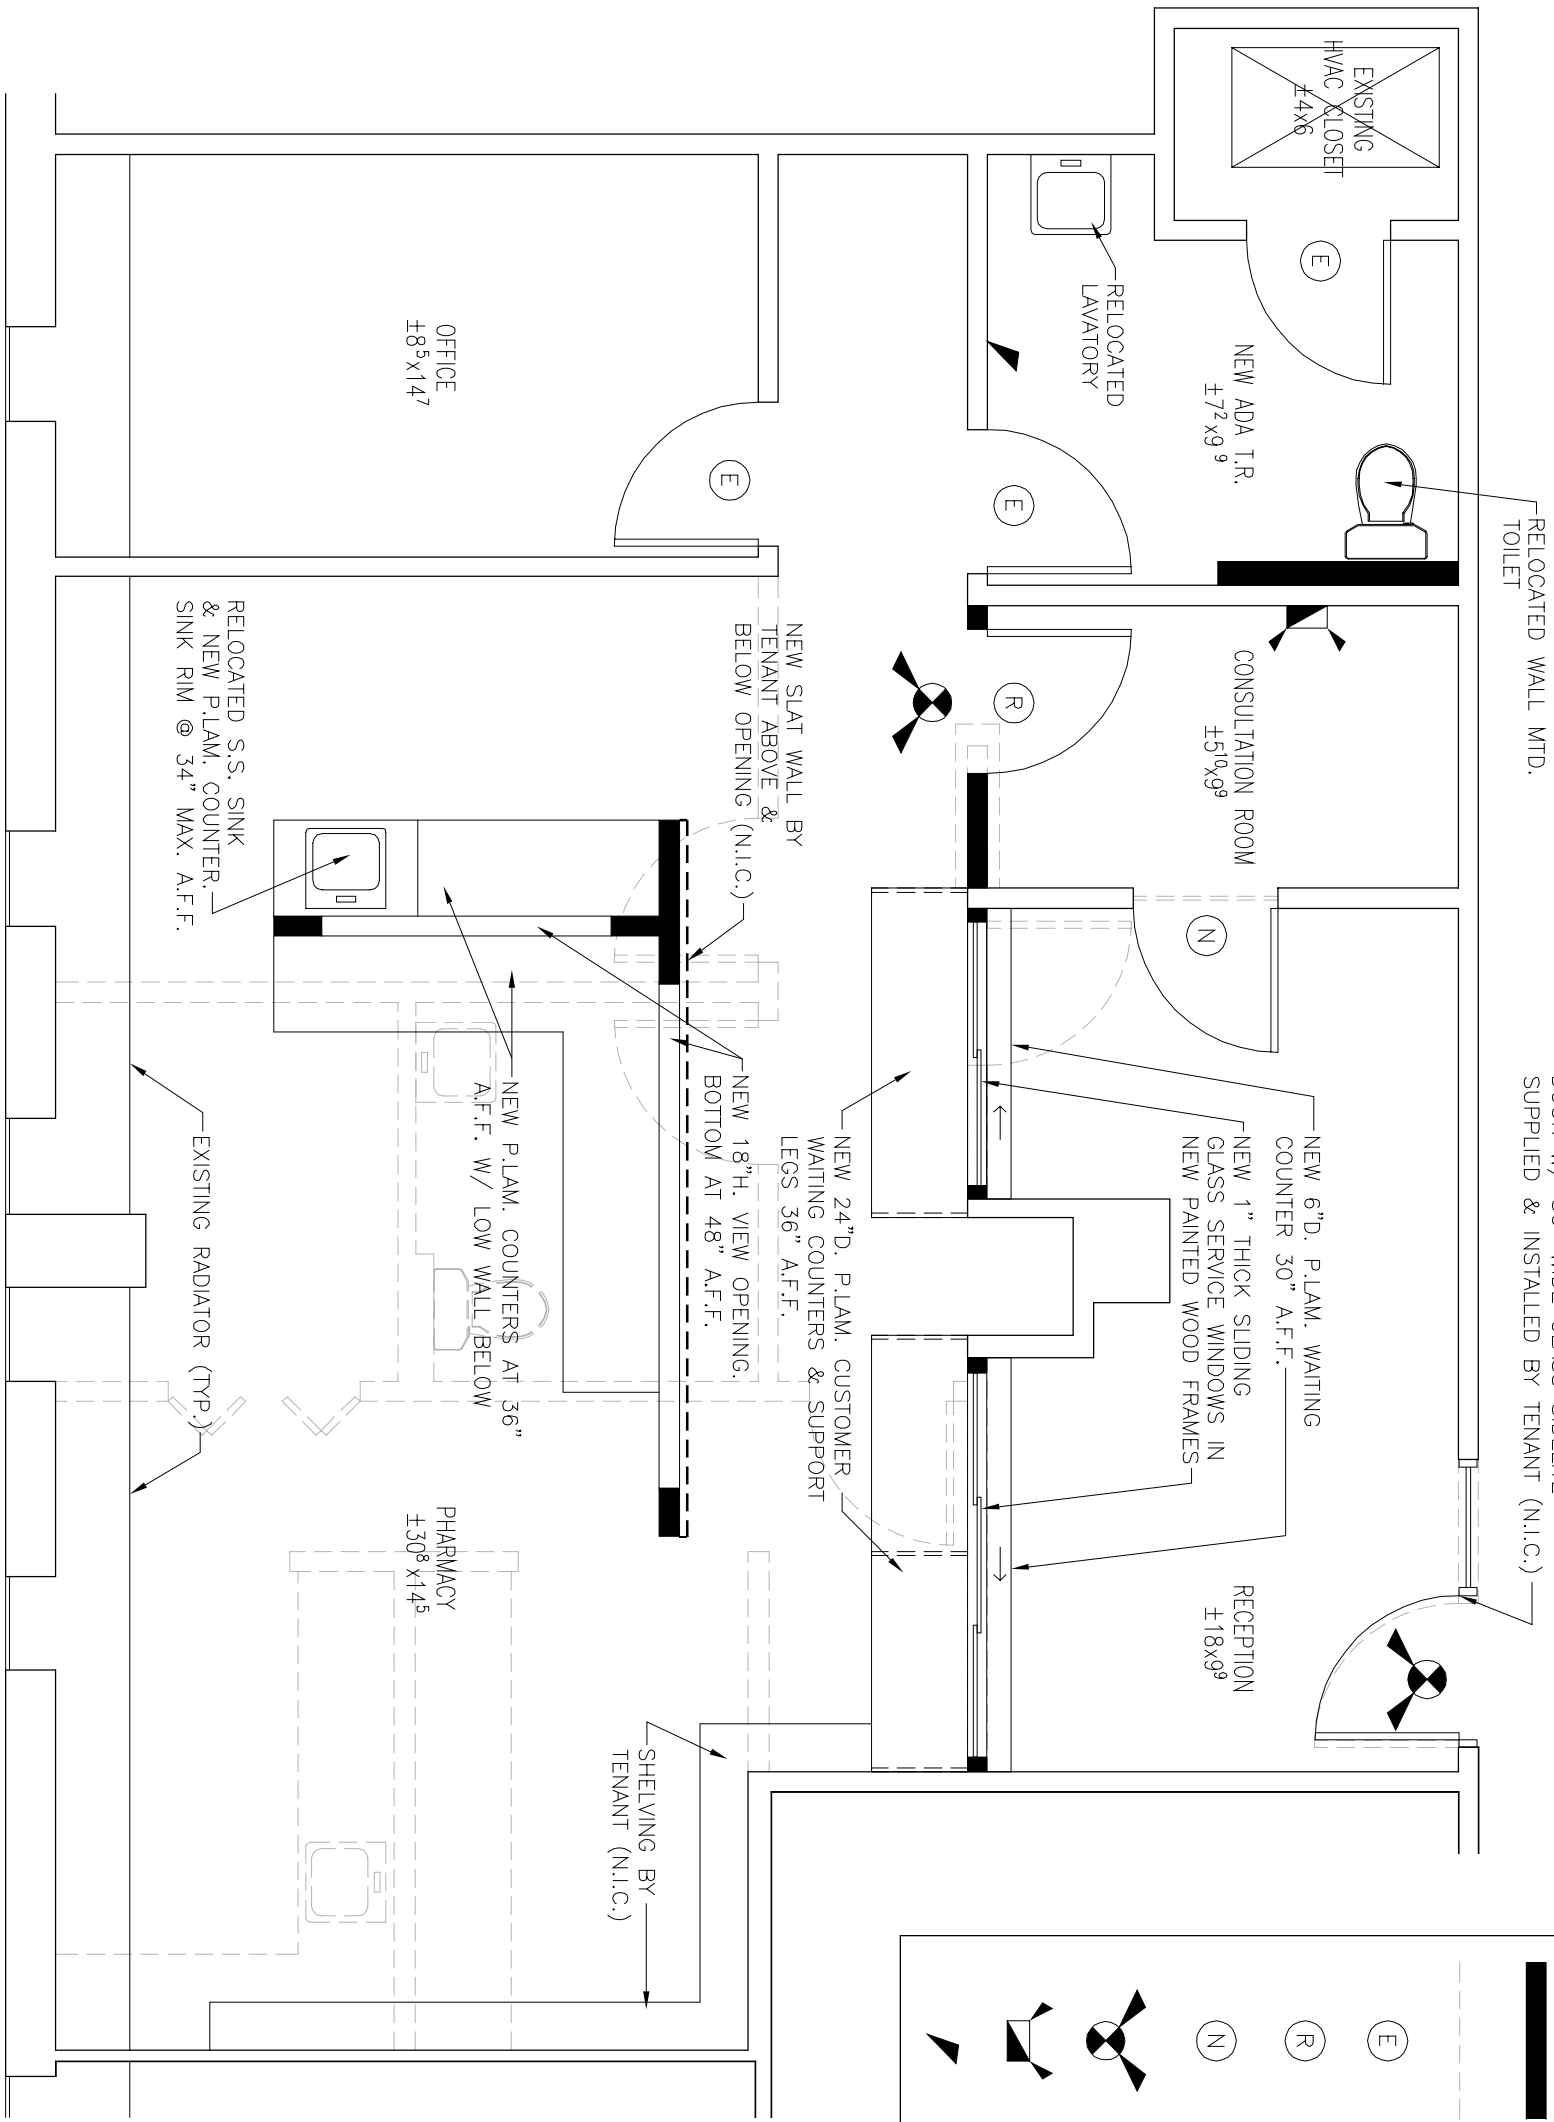 EXISTING
HVAC CLOSET
±4x6
E
RELOCATED
LAVATORY
NEW ADA T.R.
±7²x9⁹
RELOCATED WALL MTD.
TOILET
E
OFFICE
±8⁵x14⁷
E
R
CONSULTATION ROOM
±5¹⁰x9⁹
N
NEW SLAT WALL BY
TENANT ABOVE &
BELOW OPENING (N.I.C.)
RELOCATED S.S. SINK
& NEW P.LAM. COUNTER.
SINK RIM @ 34" MAX. A.F.F.
SUPPLIED & INSTALLED BY TENANT (N.I.C.)
NEW 6"D. P.LAM. WAITING
COUNTER 30" A.F.F.
NEW 1" THICK SLIDING
GLASS SERVICE WINDOWS IN
NEW PAINTED WOOD FRAMES
NEW 24"D. P.LAM. CUSTOMER
WAITING COUNTERS & SUPPORT
LEGS 36" A.F.F.
NEW 18"H. VIEW OPENING.
BOTTOM AT 48" A.F.F.
NEW P.LAM. COUNTERS AT 36"
A.F.F. W/ LOW WALL BELOW
EXISTING RADIATOR (TYP.)
RECEPTION
±18x9⁹
PHARMACY
±30⁸x14⁵
SHELVING BY
TENANT (N.I.C.)
E
R
N